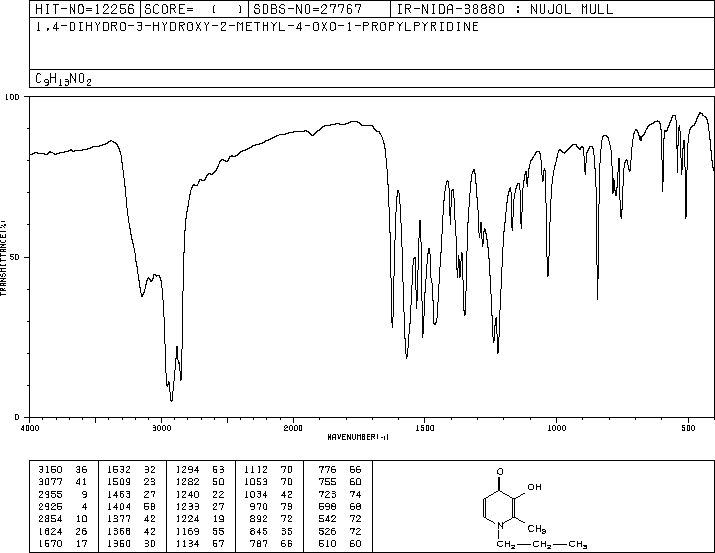 HIT-NO=12256 SCORE= ( ) SDBS-NO=27767 IR-NIDA-38880 : NUJOL MULL
1,4-DIHYDRO-3-HYDROXY-2-METHYL-4-OXO-1-PROPYLPYRIDINE
C9H13NO2
100
50
0
TRANSMITTANCE(%)
4000 3000 2000 1500 1000 500
WAVENUMBER(-1)
3160 36 1532 32 1294 53 1112 70 776 66
3077 41 1509 23 1282 50 1053 70 755 60
2955 9 1463 27 1240 22 1034 42 723 74
2925 4 1404 58 1233 27 970 79 598 68
2854 10 1377 42 1224 19 892 72 542 72
1624 26 1368 42 1169 55 845 35 526 72
1570 17 1350 30 1134 57 787 66 510 60
O
OH
N
CH3
CH2—CH2—CH3